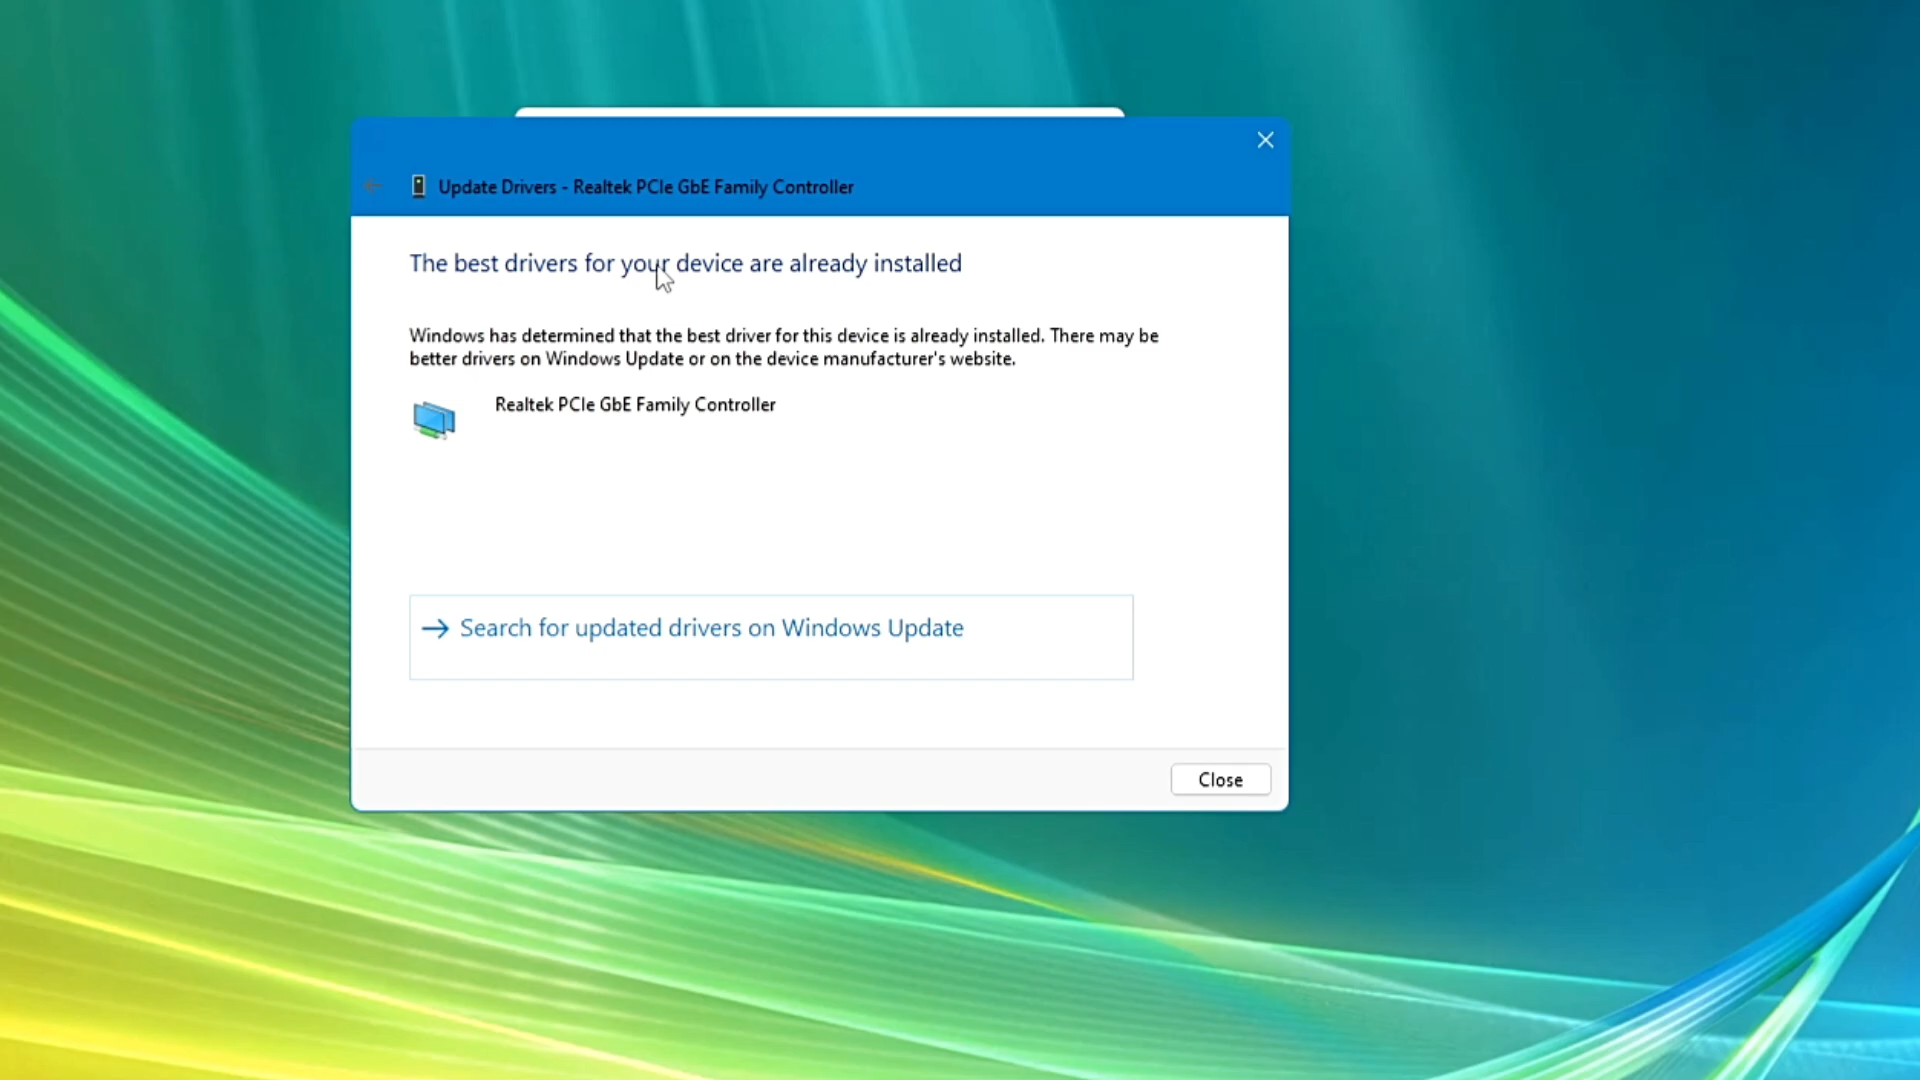 Update Drivers - Realtek PCIe GbE Family Controller
The best drivers for your device are already installed
Windows has determined that the best driver for this device is already installed. There may be
better drivers on Windows Update or on the device manufacturer's website.
Realtek PCIe GbE Family Controller
Search for updated drivers on Windows Update
Close